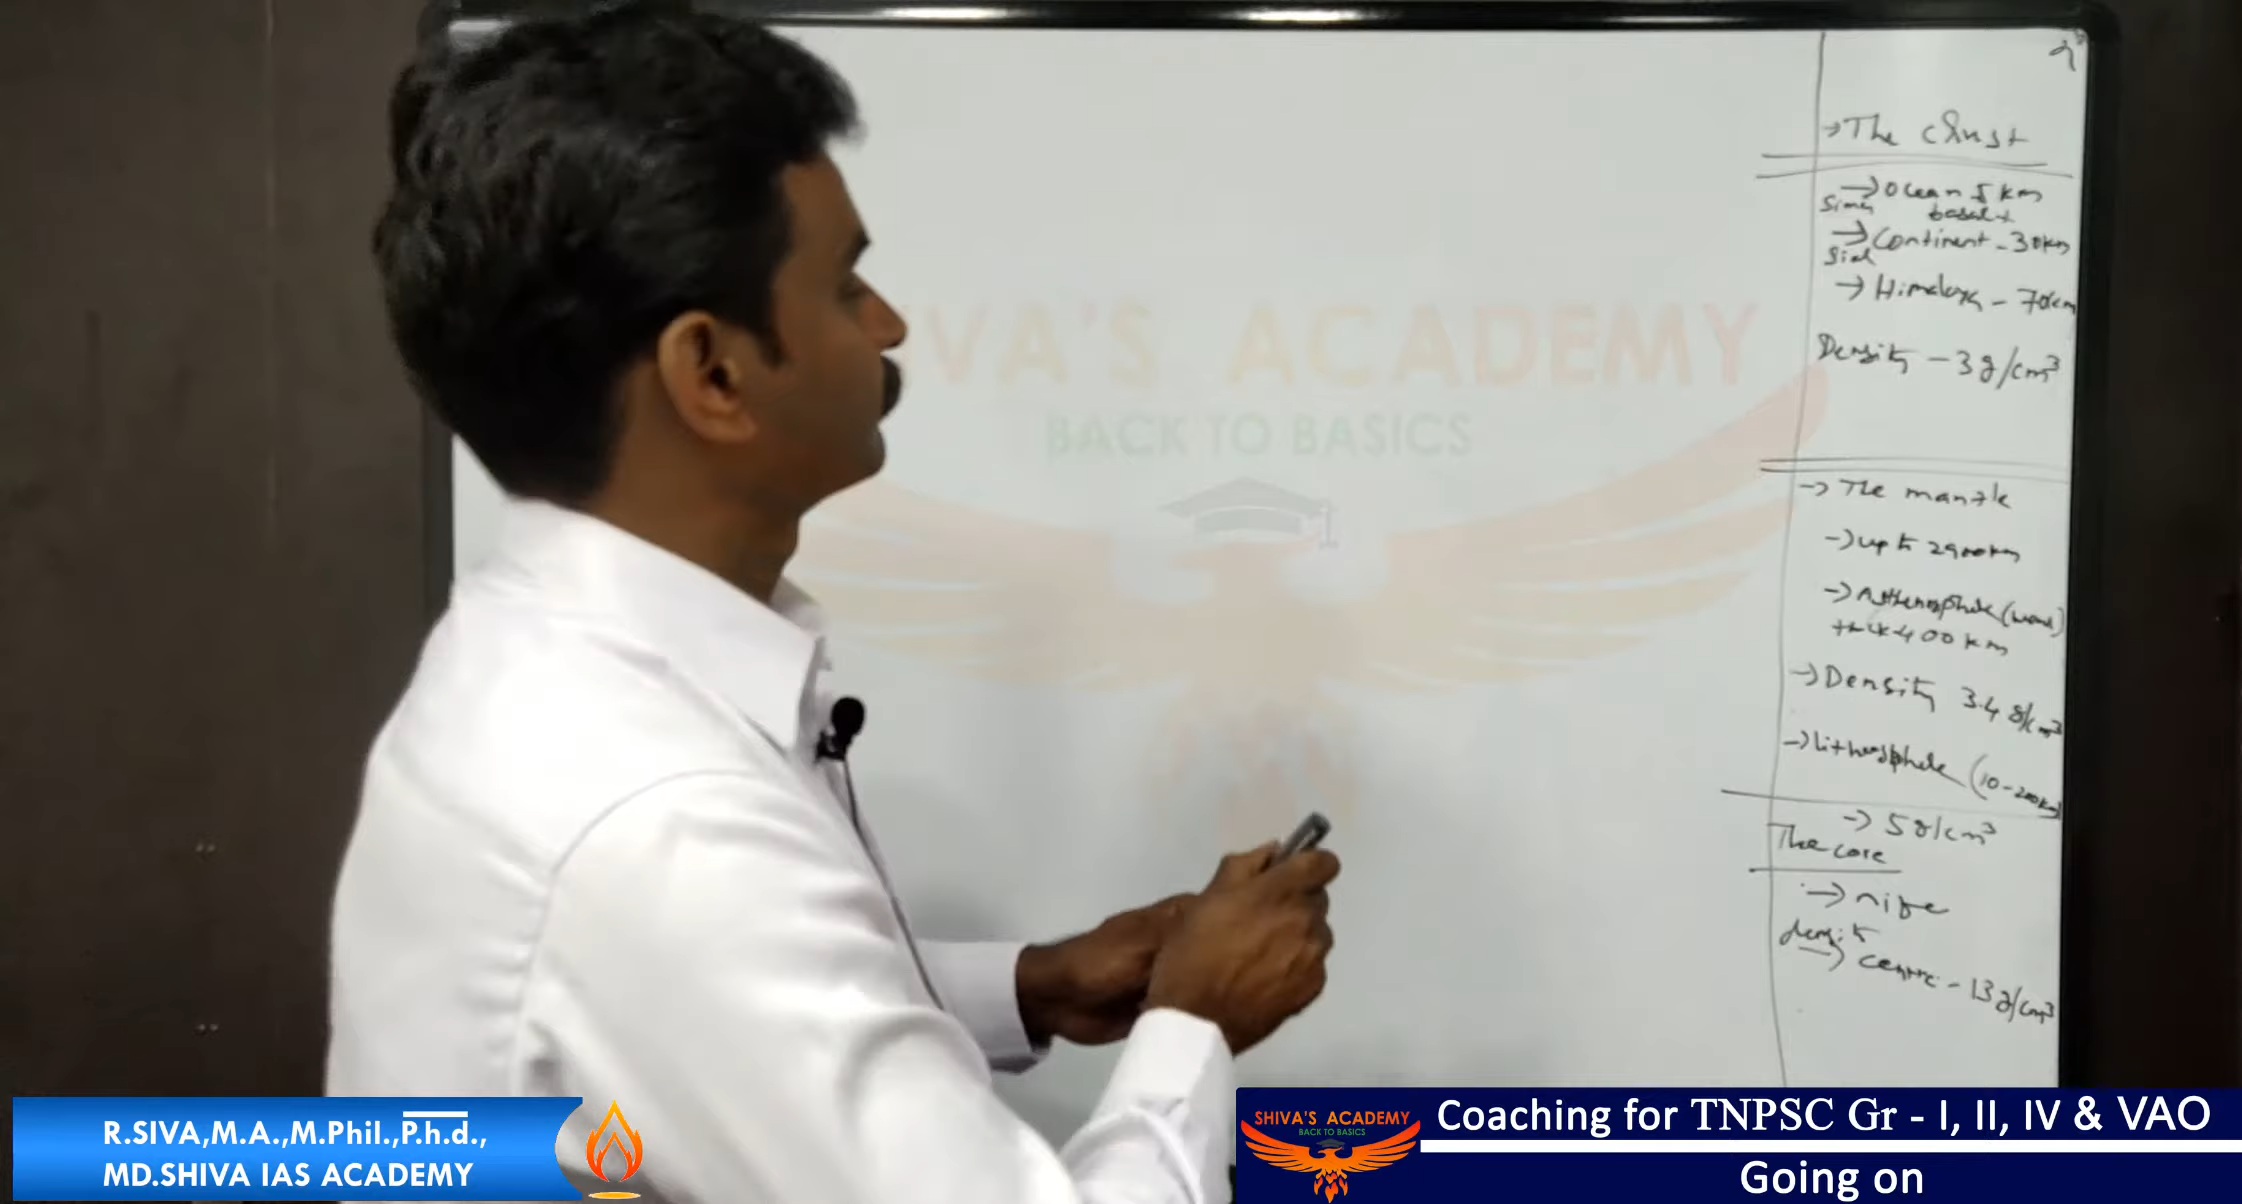 → The Crust
→ Ocean 5 km
Sima basalt
→ Continent - 30km
Sial
→ Himalaya - 70km
Density - 3 g/cm³
→ The mantle
→ up to 2900km
→ Asthenosphere (weak)
thick 400 km
→ Density 3.4 g/cm³
→ lithosphere (10-200km)
→ 5 g/cm³
The core
→ nife
density
→ centre - 13 g/cm³
SHIVA'S ACADEMY
BACK TO BASICS
R.SIVA,M.A.,M.Phil.,P.h.d.,
MD.SHIVA IAS ACADEMY
SHIVA'S ACADEMY
BACK TO BASICS
Coaching for TNPSC Gr - I, II, IV & VAO
Going on